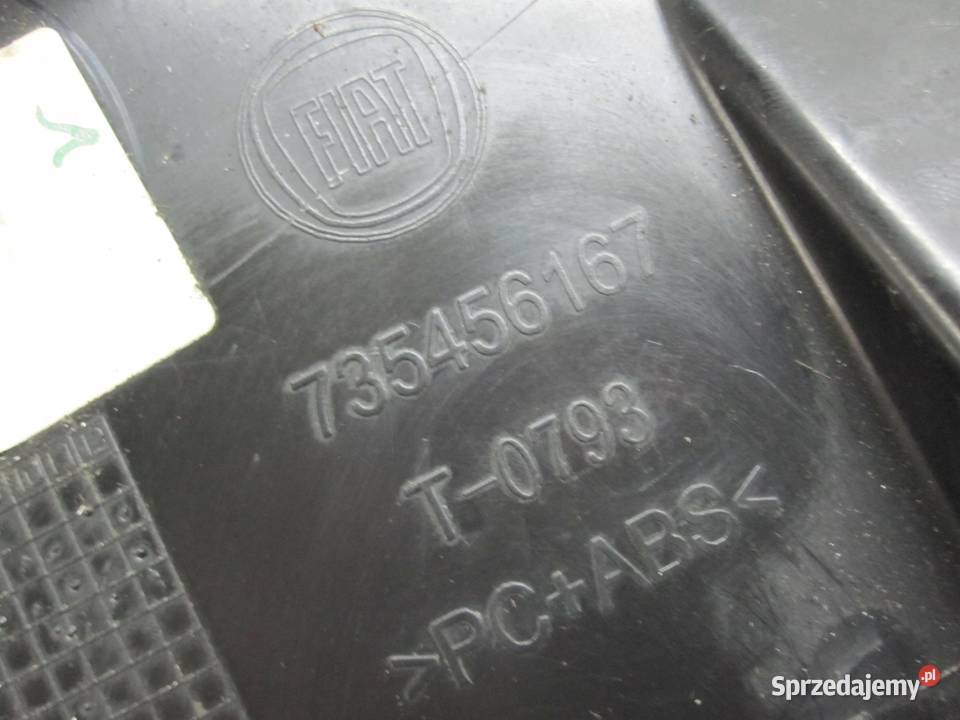 FIAT
735456167
T-0793
>PC+ABS<
Sprzedajemy.pl